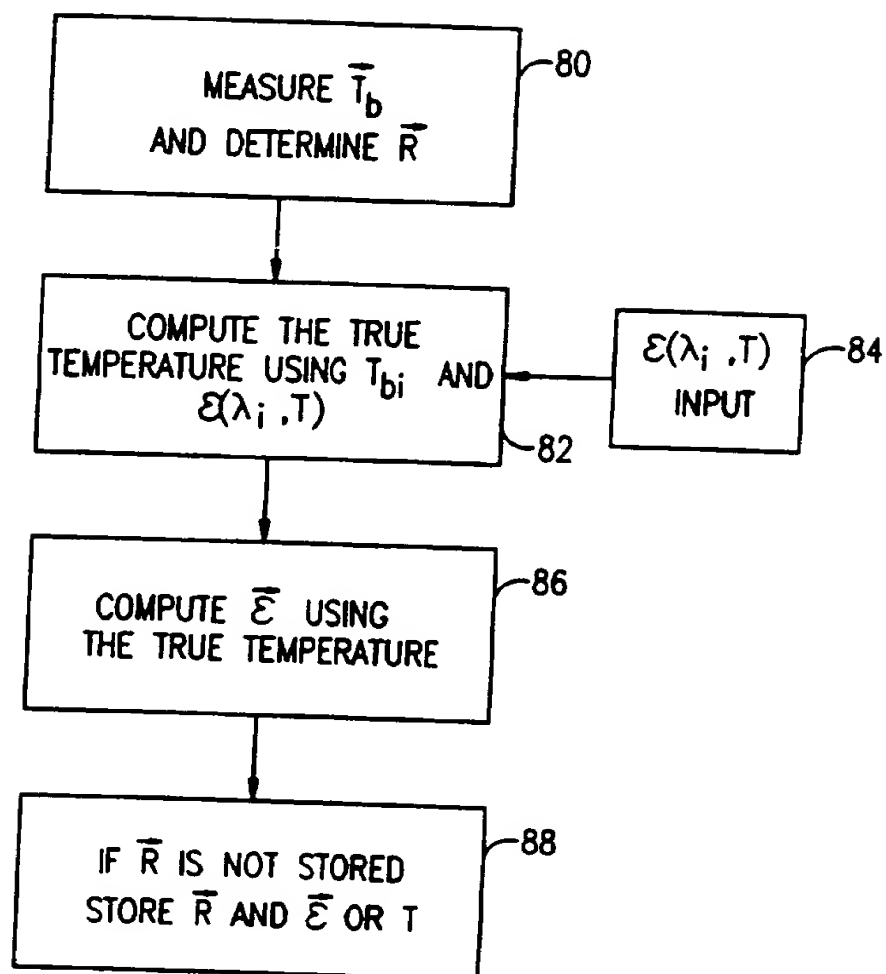 MEASURE T⃗b
AND DETERMINE R⃗
80
COMPUTE THE TRUE
TEMPERATURE USING Tbi AND
ℰ(λi ,T)
82
ℰ(λi ,T)
INPUT
84
COMPUTE ℰ⃗ USING
THE TRUE TEMPERATURE
86
IF R⃗ IS NOT STORED
STORE R⃗ AND ℰ⃗ OR T
88